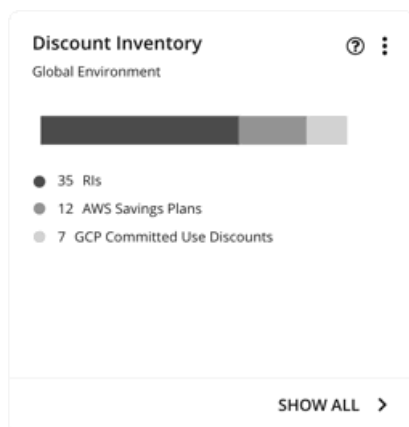 Discount Inventory
Global Environment
35 RIs
12 AWS Savings Plans
7 GCP Committed Use Discounts
SHOW ALL